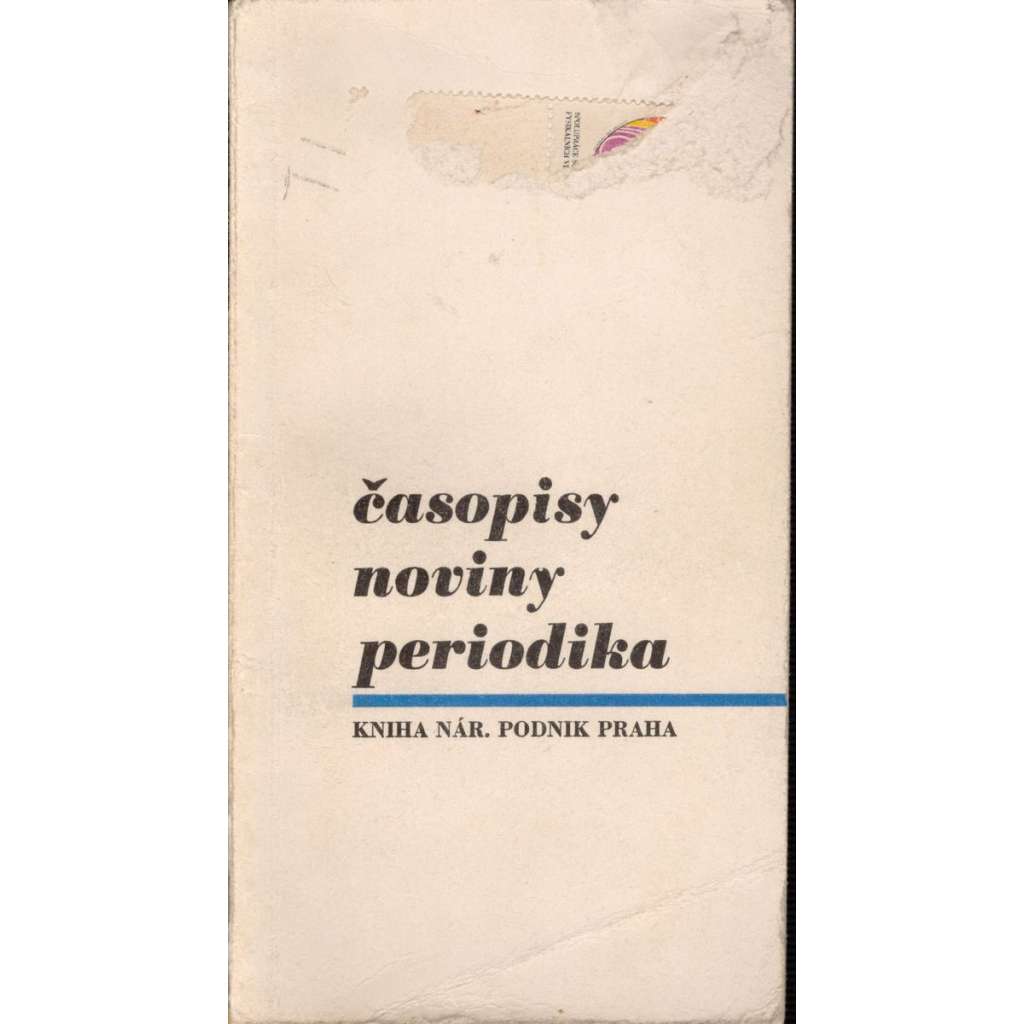 časopisy
noviny
periodika
KNIHA NÁR. PODNIK PRAHA